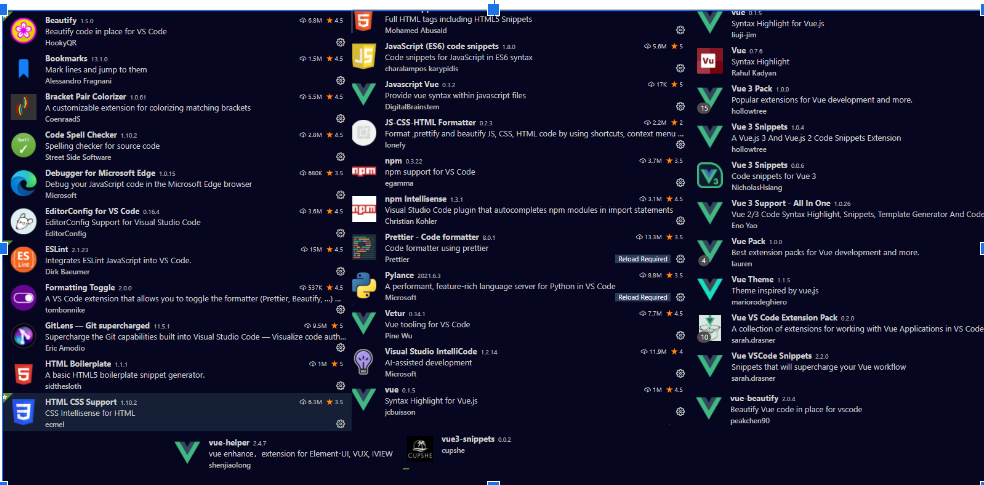 Beautify 1.5.0 6.8M ★ 4.5
Beautify code in place for VS Code
HookyQR
Bookmarks 13.1.0 1.5M ★ 4.5
Mark lines and jump to them
Alessandro Fragnani
Bracket Pair Colorizer 1.0.61 5.5M ★ 4.5
A customizable extension for colorizing matching brackets
CoenraadS
Code Spell Checker 1.10.2 2.8M ★ 4.5
Spelling checker for source code
Street Side Software
Debugger for Microsoft Edge 1.0.15 880K ★ 3.5
Debug your JavaScript code in the Microsoft Edge browser
Microsoft
EditorConfig for VS Code 0.16.4 3.6M ★ 4.5
EditorConfig Support for Visual Studio Code
EditorConfig
ES
Lint
ESLint 2.1.23 15M ★ 4.5
Integrates ESLint JavaScript into VS Code.
Dirk Baeumer
Formatting Toggle 2.0.0 537K ★ 4.5
A VS Code extension that allows you to toggle the formatter (Prettier, Beautify, …) …
tombonnike
GitLens — Git supercharged 11.5.1 9.5M ★ 5
Supercharge the Git capabilities built into Visual Studio Code — Visualize code auth...
Eric Amodio
HTML Boilerplate 1.1.1 1M ★ 5
A basic HTML5 boilerplate snippet generator.
sidthesloth
HTML CSS Support 1.10.2 6.3M ★ 3.5
CSS Intellisense for HTML
ecmel
Full HTML tags including HTML5 Snippets
Mohamed Abusaid
JS
JavaScript (ES6) code snippets 1.8.0 5.6M ★ 5
Code snippets for JavaScript in ES6 syntax
charalampos karypidis
Javascript Vue 0.3.2 17K ★ 5
Provide vue syntax within javascript files
DigitalBrainstem
JS-CSS-HTML Formatter 0.2.3 2.2M ★ 2
Format ,prettify and beautify JS, CSS, HTML code by using shortcuts, context menu ...
lonefy
npm
npm 0.3.22 3.7M ★ 3.5
npm support for VS Code
egamma
npm
npm Intellisense 1.3.1 3.1M ★ 4.5
Visual Studio Code plugin that autocompletes npm modules in import statements
Christian Kohler
Prettier - Code formatter 8.0.1 13.3M ★ 3.5
Code formatter using prettier
Prettier Reload Required
Pylance 2021.6.3 8.8M ★ 3.5
A performant, feature-rich language server for Python in VS Code
Microsoft Reload Required
Vetur 0.34.1 7.7M ★ 4.5
Vue tooling for VS Code
Pine Wu
Visual Studio IntelliCode 1.2.14 11.9M ★ 4
AI-assisted development
Microsoft
vue 0.1.5 1M ★ 4.5
Syntax Highlight for Vue.js
jcbuisson
vue 0.1.5
Syntax Highlight for Vue.js
liuji-jim
Vu
Vue 0.7.6
Syntax Highlight
Rahul Kadyan
15
Vue 3 Pack 1.0.0
Popular extensions for Vue development and more.
hollowtree
Vue 3 Snippets 1.0.4
A Vue.js 3 And Vue.js 2 Code Snippets Extension
hollowtree
3
Vue 3 Snippets 0.0.6
Code snippets for Vue 3
NicholasHsiang
Vue 3 Support - All In One 1.0.26
Vue 2/3 Code Syntax Highlight, Snippets, Template Generator And Code
Eno Yao
4
Vue Pack 1.0.0
Best extension packs for Vue development and more.
lauren
Vue Theme 1.1.5
Theme inspired by vue.js
mariorodeghiero
10
Vue VS Code Extension Pack 0.2.0
A collection of extensions for working with Vue Applications in VS Code
sarah.drasner
Vue VSCode Snippets 2.2.0
Snippets that will supercharge your Vue workflow
sarah.drasner
vue-beautify 2.0.4
Beautify Vue code in place for vscode
peakchen90
vue-helper 2.4.7
vue enhance，extension for Element-UI, VUX, IVIEW
shenjiaolong
CUPSHE
vue3-snippets 0.0.2
cupshe